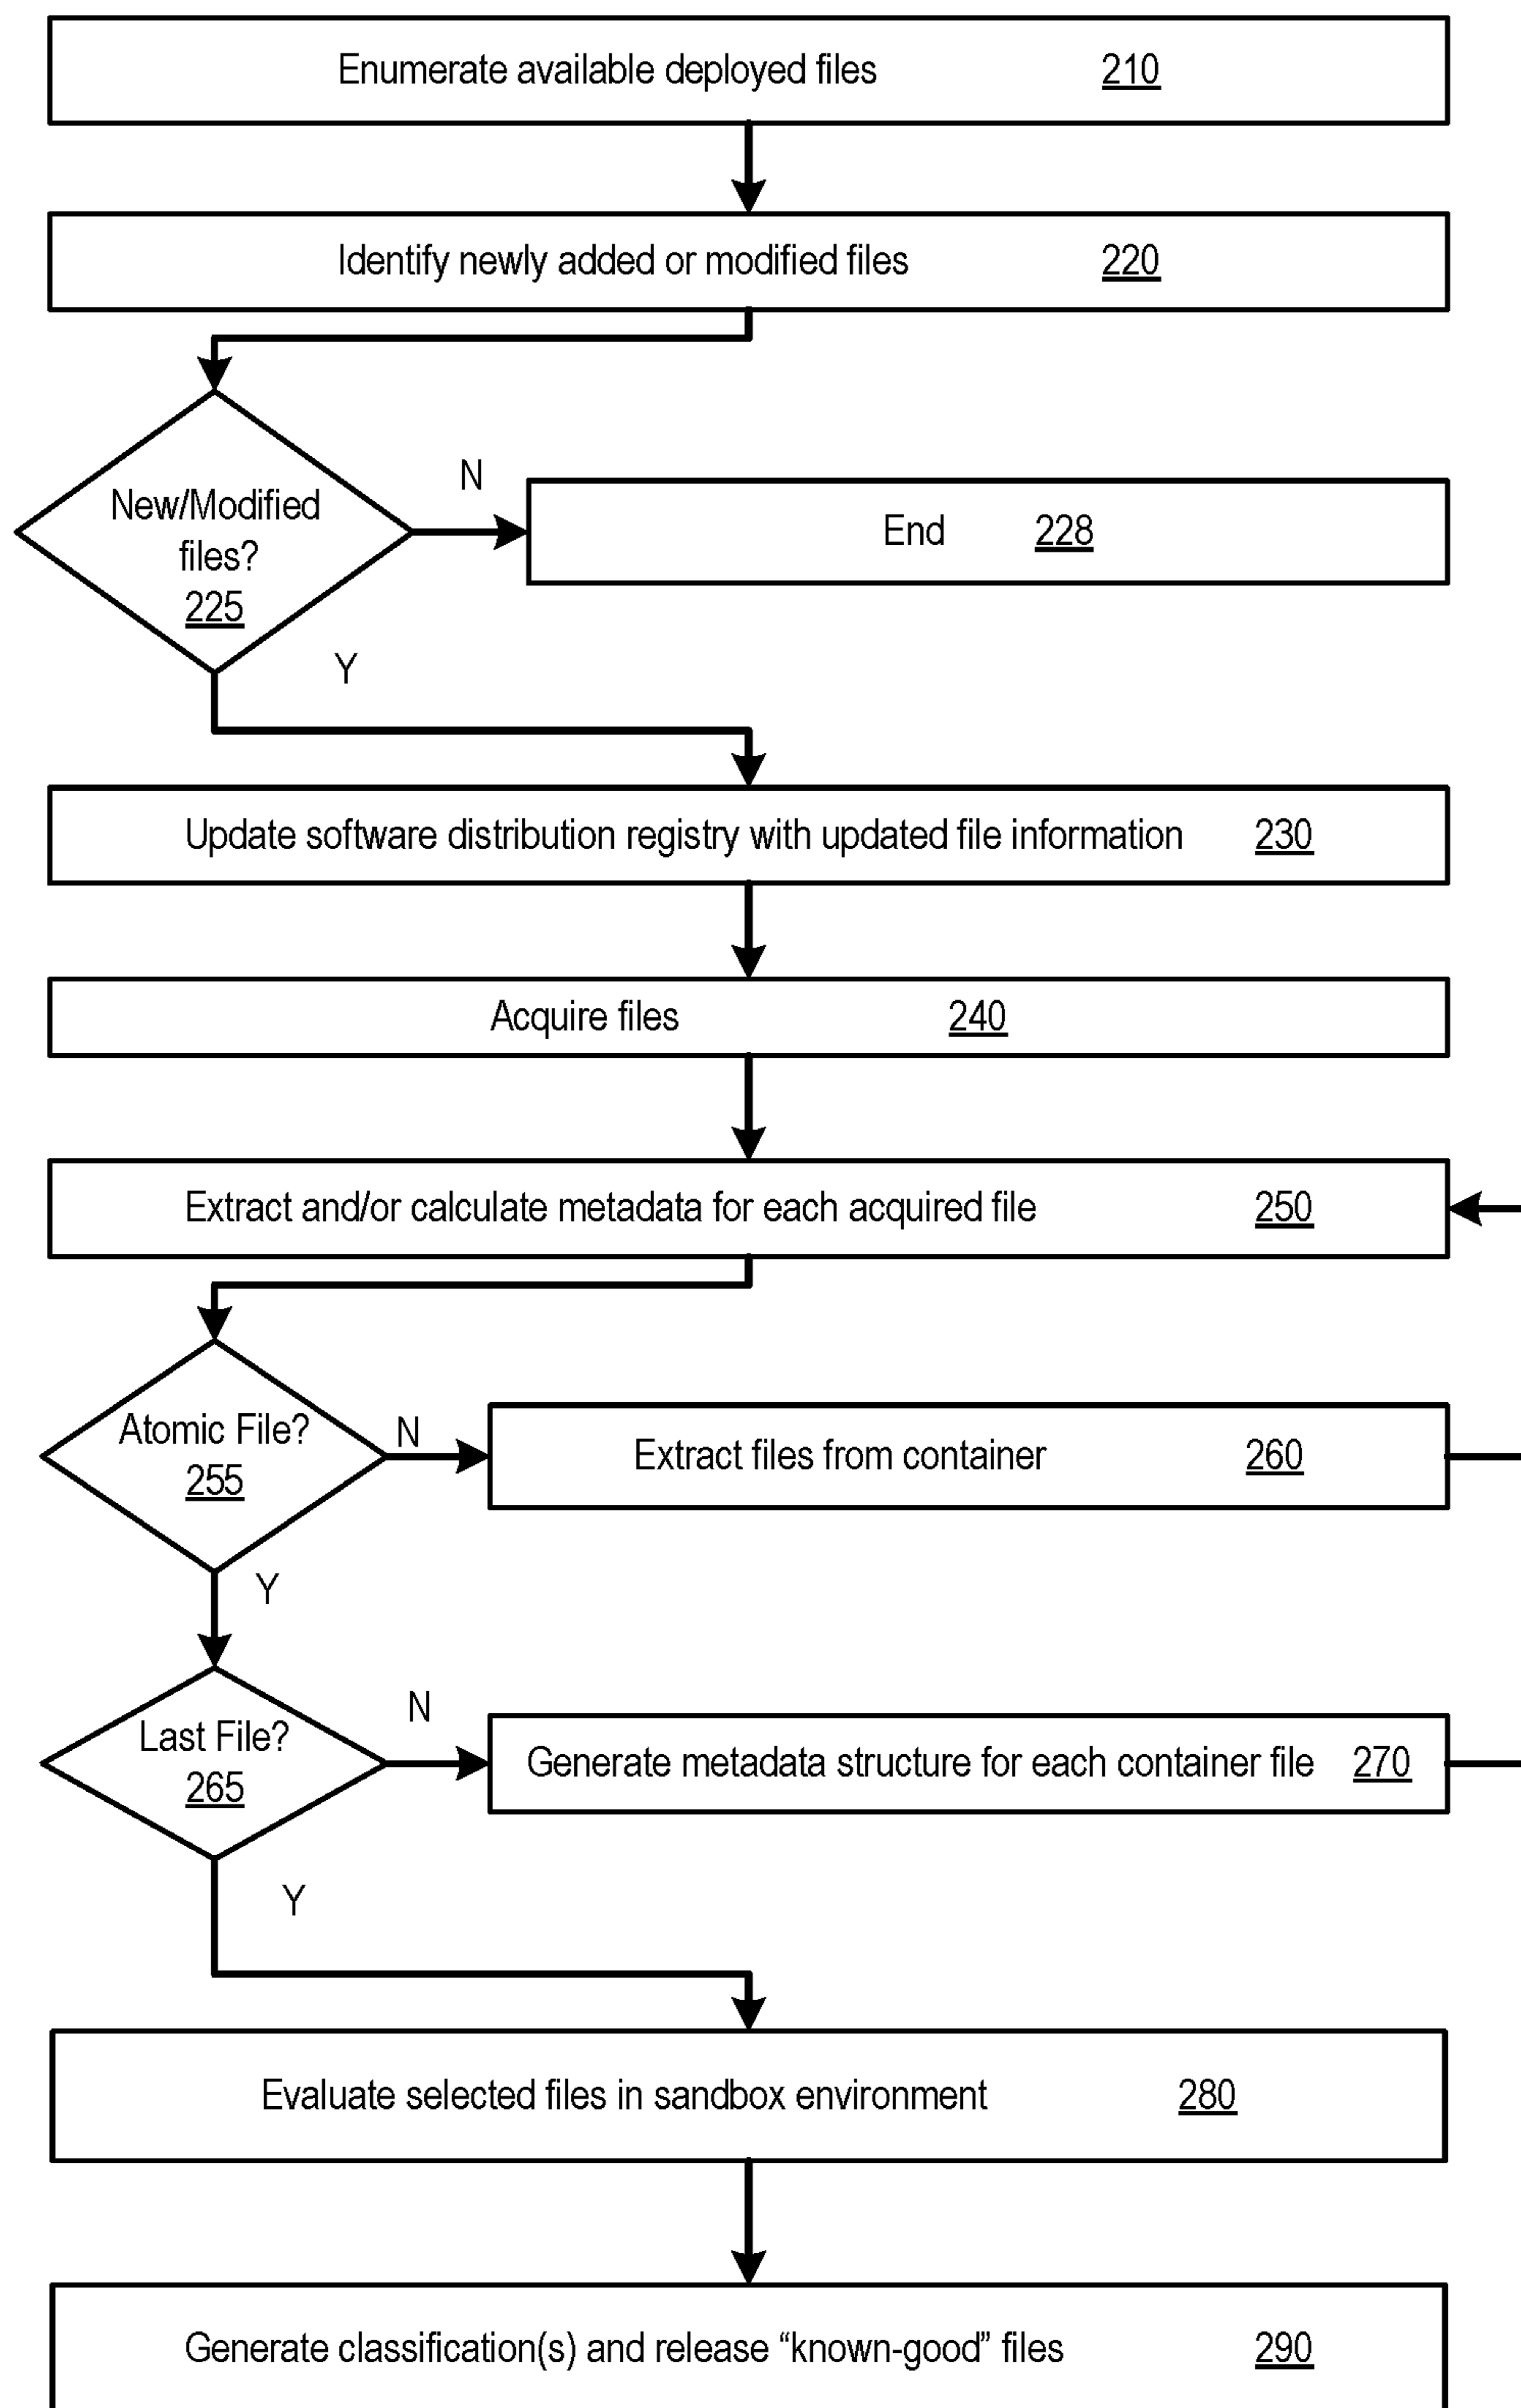 Enumerate available deployed files 210
Identify newly added or modified files 220
New/Modified
files?
225
N
End 228
Y
Update software distribution registry with updated file information 230
Acquire files 240
Extract and/or calculate metadata for each acquired file 250
Atomic File?
255
N
Extract files from container 260
Y
Last File?
265
N
Generate metadata structure for each container file 270
Y
Evaluate selected files in sandbox environment 280
Generate classification(s) and release “known-good” files 290